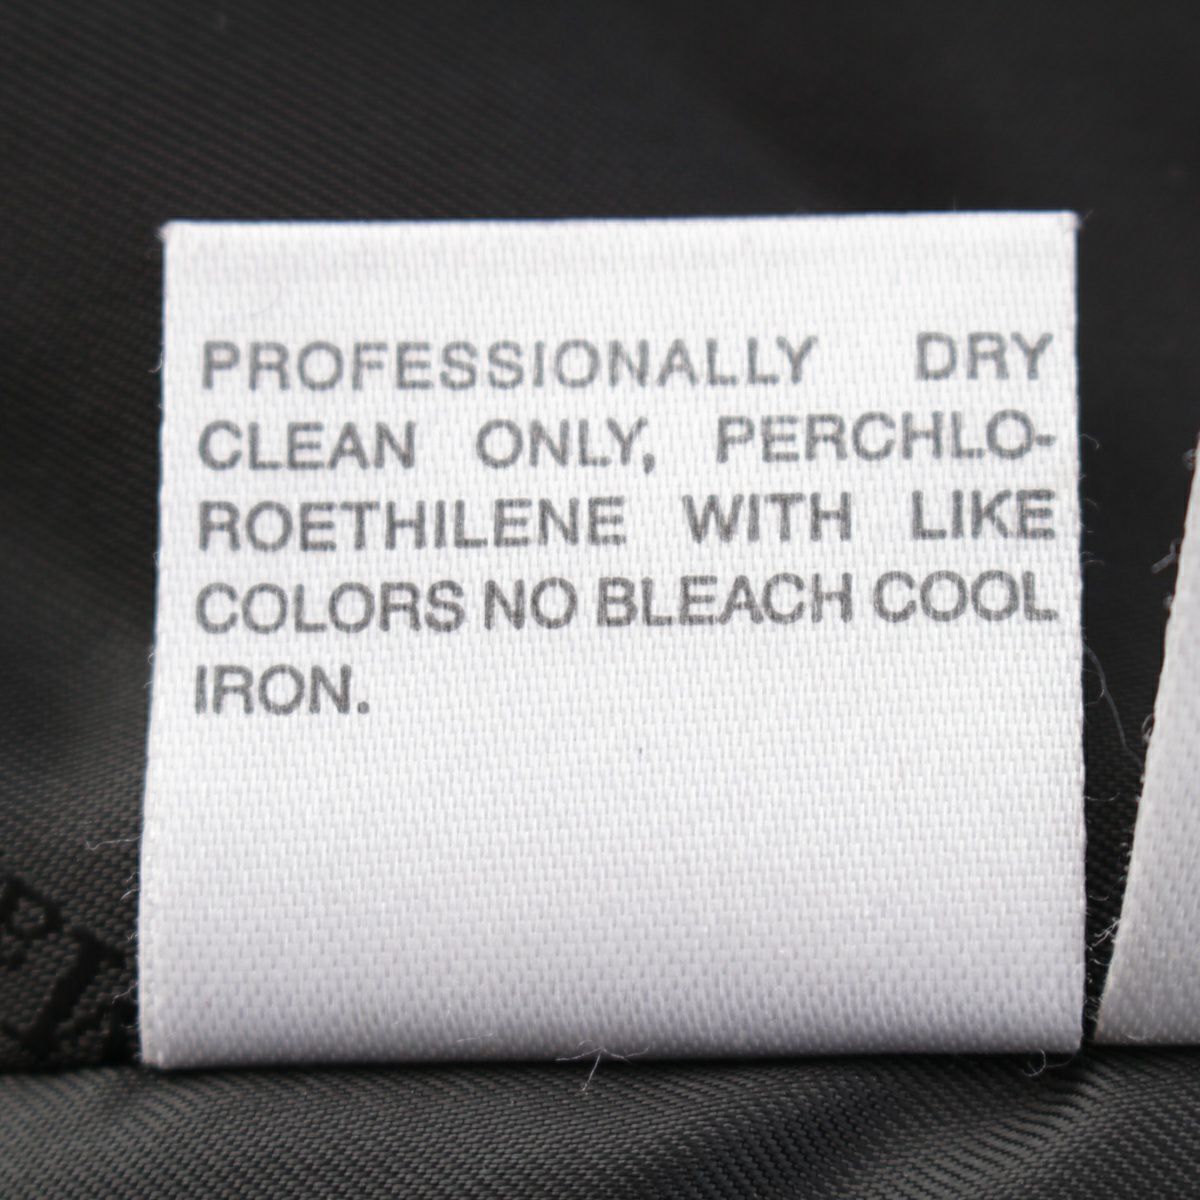 PROFESSIONALLY DRY
CLEAN ONLY, PERCHLO-
ROETHILENE WITH LIKE
COLORS NO BLEACH COOL
IRON.